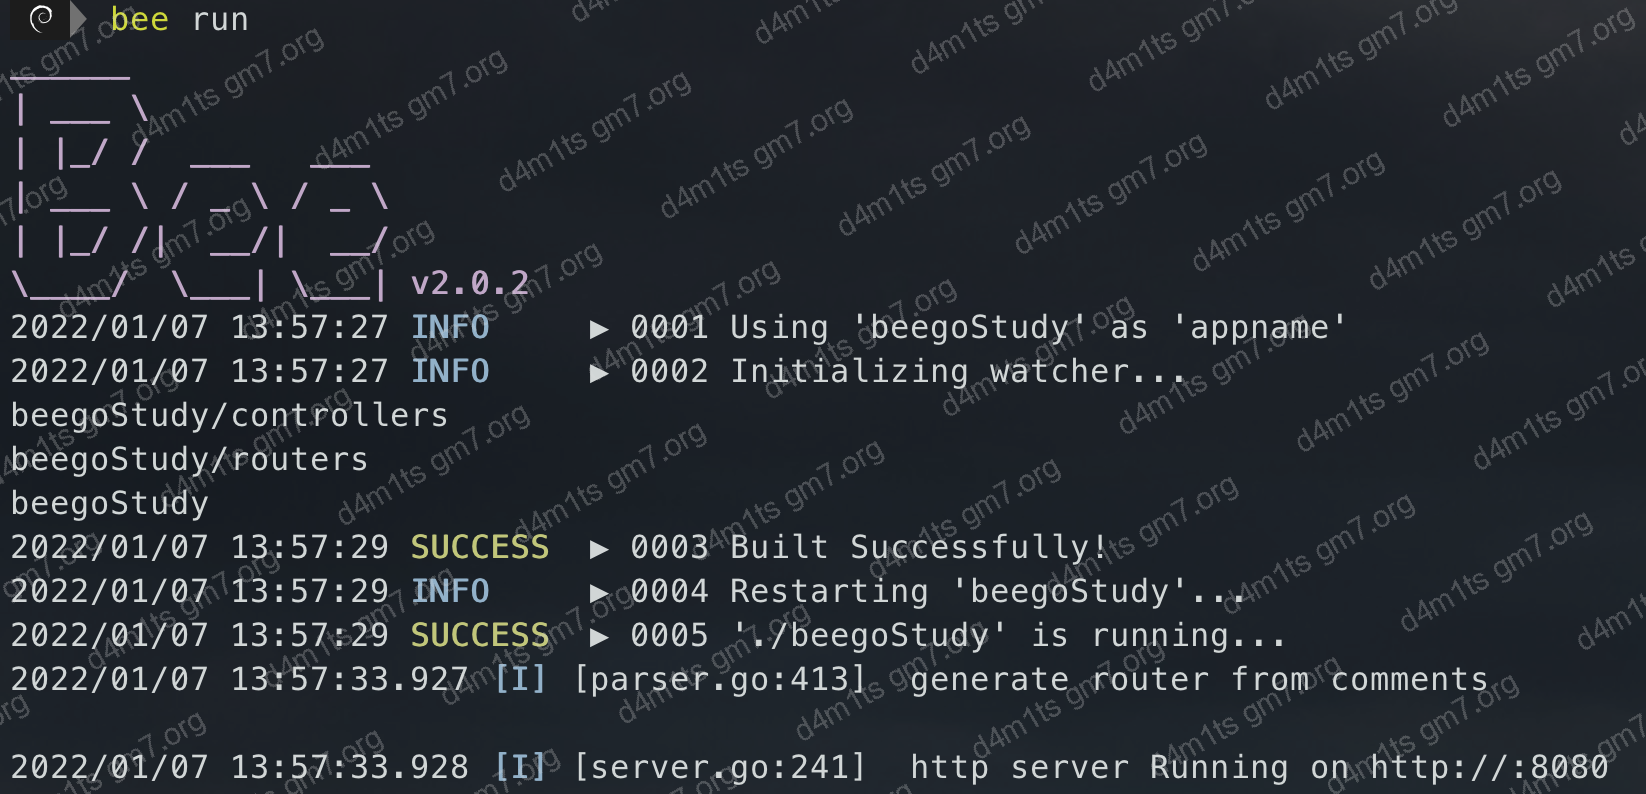 bee run
______
| ___ \
| |_/ /  ___   ___
| ___ \ / _ \ / _ \
| |_/ /|  __/|  __/
\____/  \___| \___| v2.0.2
2022/01/07 13:57:27 INFO     ▶ 0001 Using 'beegoStudy' as 'appname'
2022/01/07 13:57:27 INFO     ▶ 0002 Initializing watcher...
beegoStudy/controllers
beegoStudy/routers
beegoStudy
2022/01/07 13:57:29 SUCCESS  ▶ 0003 Built Successfully!
2022/01/07 13:57:29 INFO     ▶ 0004 Restarting 'beegoStudy'...
2022/01/07 13:57:29 SUCCESS  ▶ 0005 './beegoStudy' is running...
2022/01/07 13:57:33.927 [I] [parser.go:413]  generate router from comments
2022/01/07 13:57:33.928 [I] [server.go:241]  http server Running on http://:8080
d4m1ts gm7.org